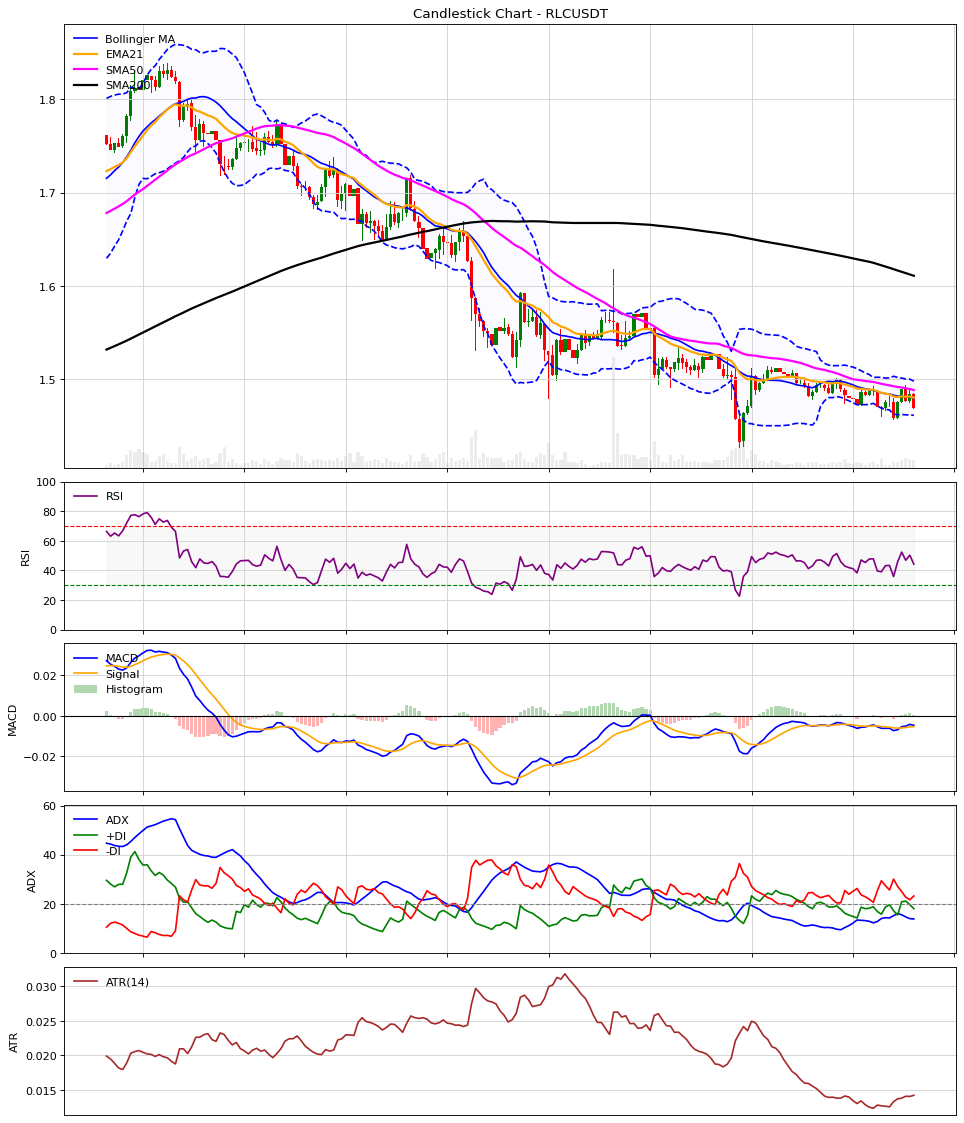 Candlestick Chart - RLCUSDT
Bollinger MA
EMA21
SMA50
SMA200
1.8
1.7
1.6
1.5
RSI
100
80
60
40
20
0
RSI
MACD
Signal
Histogram
0.02
0.00
−0.02
MACD
ADX
+DI
-DI
60
40
20
0
ADX
ATR(14)
0.030
0.025
0.020
0.015
ATR